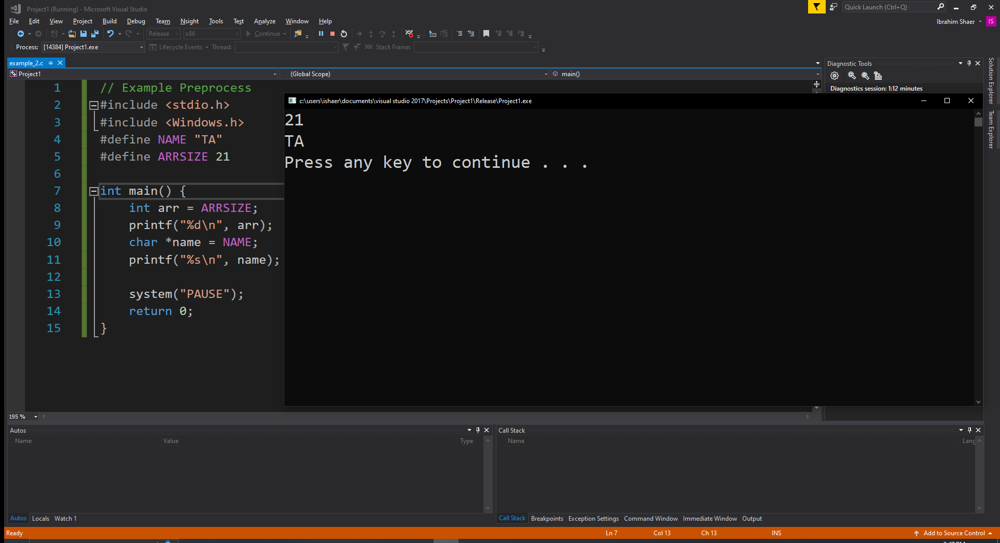 Project1 (Running) - Microsoft Visual Studio
Quick Launch (Ctrl+Q)
File Edit View Project Build Debug Team Nsight Tools Test Analyze Window Help
Ibrahim Shaer IS
Release x86 Continue
Process: [14384] Project1.exe Lifecycle Events Thread: Stack Frame:
example_2.c
Project1 (Global Scope) main()
1 // Example Preprocess
2 #include <stdio.h>
3 #include <Windows.h>
4 #define NAME "TA"
5 #define ARRSIZE 21
6
7 int main() {
8 int arr = ARRSIZE;
9 printf("%d\n", arr);
10 char *name = NAME;
11 printf("%s\n", name);
12
13 system("PAUSE");
14 return 0;
15 }
c:\users\ishaer\documents\visual studio 2017\Projects\Project1\Release\Project1.exe
21
TA
Press any key to continue . . .
Diagnostic Tools
Diagnostics session: 1:12 minutes
Solution Explorer
Team Explorer
195 %
Autos
Name Value Type
Autos Locals Watch 1
Call Stack
Name Lang
Call Stack Breakpoints Exception Settings Command Window Immediate Window Output
Ready Ln 7 Col 13 Ch 13 INS Add to Source Control